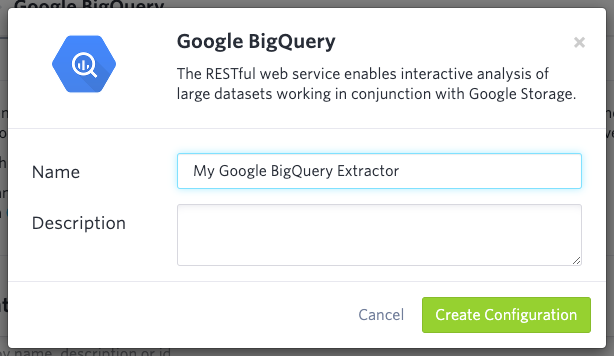 Google BigQuery
Google BigQuery
The RESTful web service enables interactive analysis of
large datasets working in conjunction with Google Storage.
Name
My Google BigQuery Extractor
Description
Cancel
Create Configuration
by name, description or id